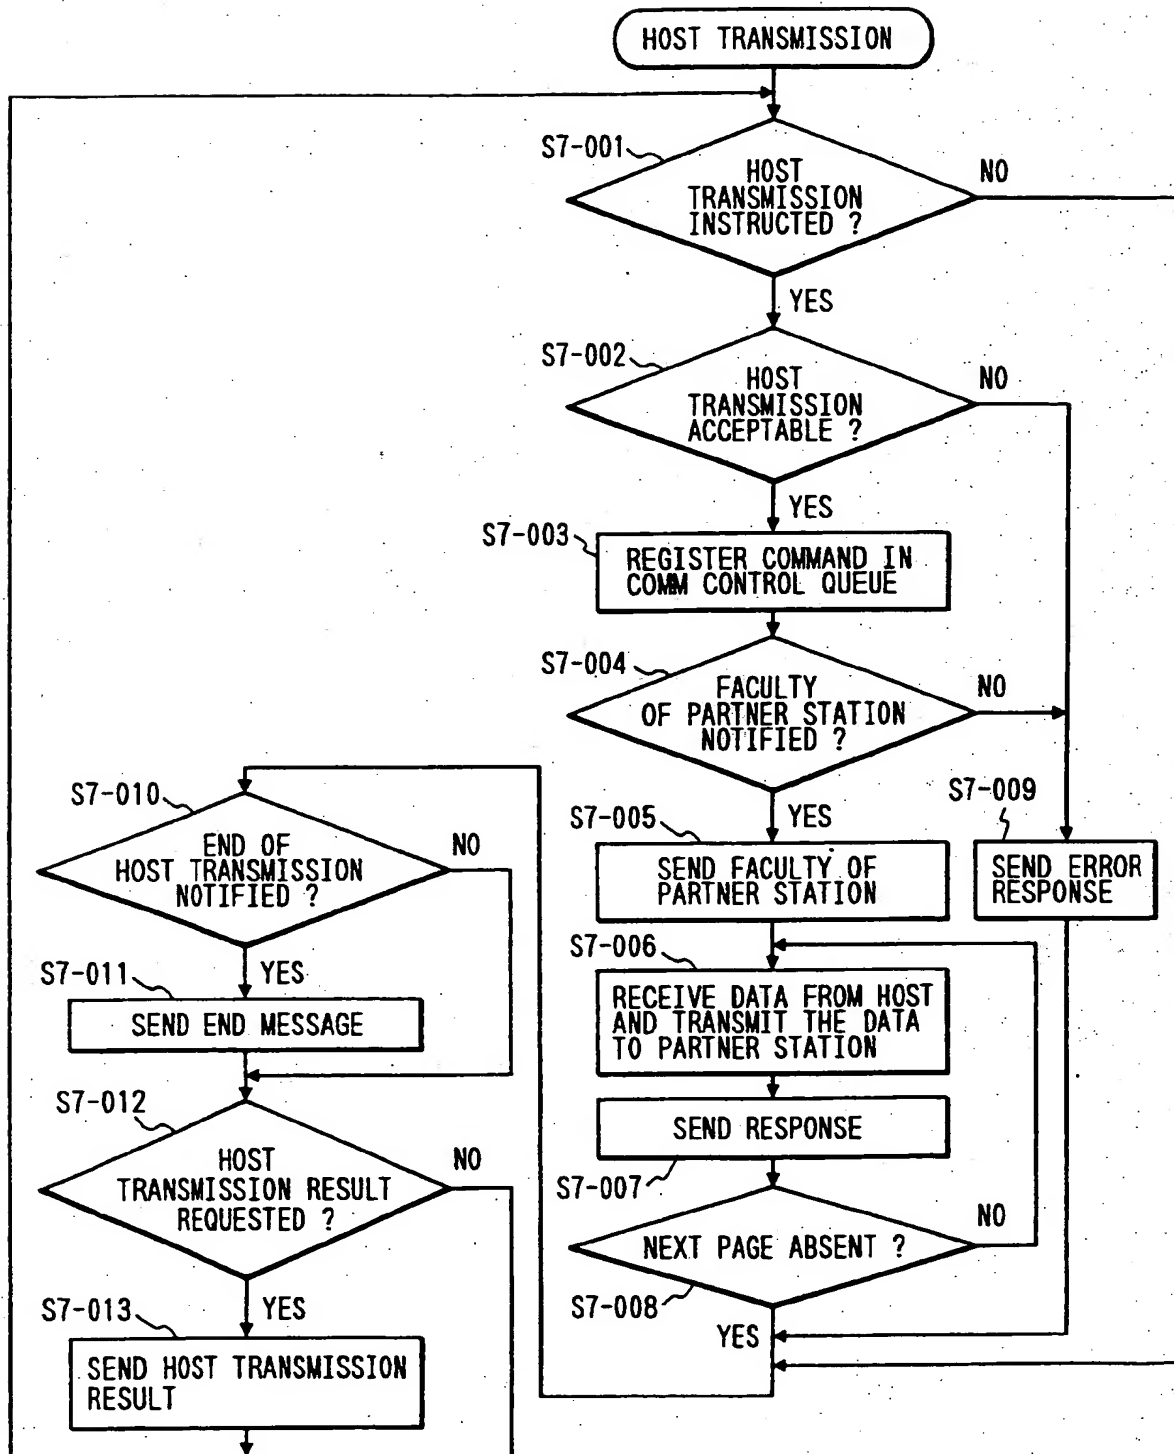 HOST TRANSMISSION
S7-001
HOST
TRANSMISSION
INSTRUCTED ?
NO
YES
S7-002
HOST
TRANSMISSION
ACCEPTABLE ?
NO
YES
S7-003
REGISTER COMMAND IN
COMM CONTROL QUEUE
S7-004
FACULTY
OF PARTNER STATION
NOTIFIED ?
NO
YES
S7-005
SEND FACULTY OF
PARTNER STATION
S7-009
SEND ERROR
RESPONSE
S7-006
RECEIVE DATA FROM HOST
AND TRANSMIT THE DATA
TO PARTNER STATION
SEND RESPONSE
S7-007
NEXT PAGE ABSENT ?
NO
S7-008
YES
S7-010
END OF
HOST TRANSMISSION
NOTIFIED ?
NO
YES
S7-011
SEND END MESSAGE
S7-012
HOST
TRANSMISSION RESULT
REQUESTED ?
NO
YES
S7-013
SEND HOST TRANSMISSION
RESULT